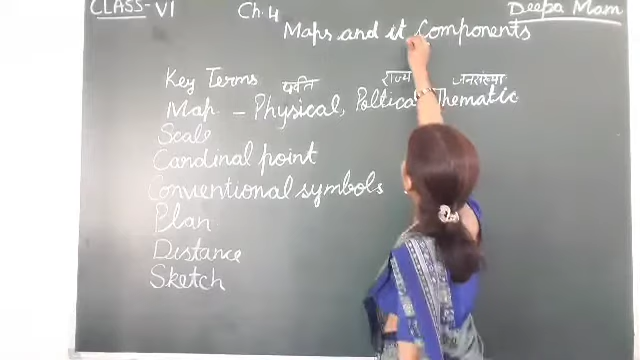 CLASS-VI Ch.4 Deepa Mam
Maps and it Components
Key Terms पर्वत राज्य जनसंख्या
Map - Physical, Political Thematic
Scale
Cardinal point
Conventional symbols
Plan
Distance
Sketch